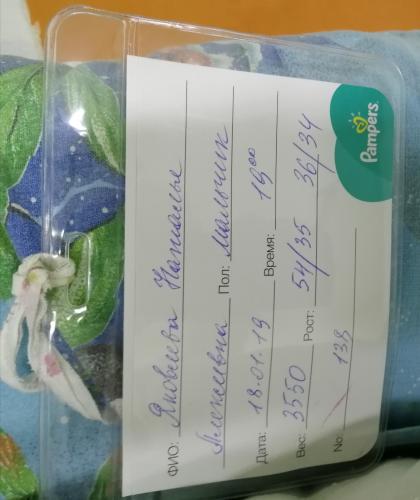 Pampers
ФИО: Яковлева Наталья
Алексеевна Пол: мальчик
Дата: 18.01.19 Время: 19⁰⁰
Вес: 3550 Рост: 54/35 36/34
No: 138